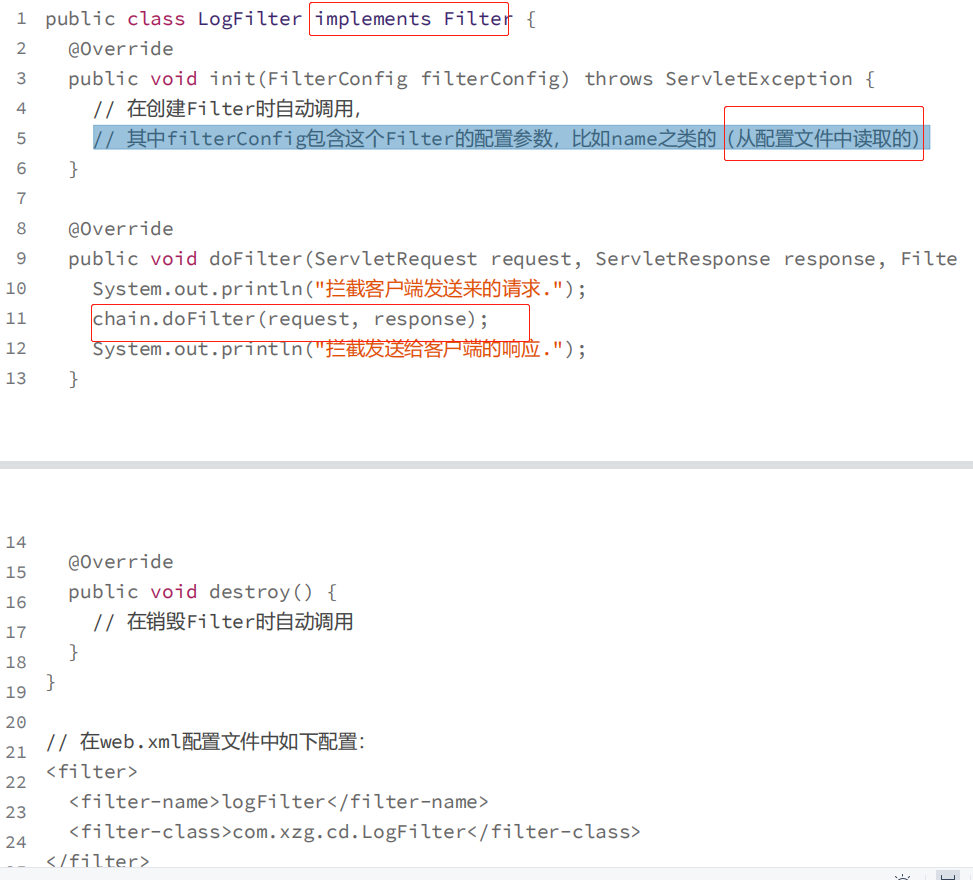 1 public class LogFilter implements Filter {
2 @Override
3 public void init(FilterConfig filterConfig) throws ServletException {
4 // 在创建Filter时自动调用,
5 // 其中filterConfig包含这个Filter的配置参数,比如name之类的(从配置文件中读取的)
6 }
7
8 @Override
9 public void doFilter(ServletRequest request, ServletResponse response, Filte
10 System.out.println("拦截客户端发送来的请求.");
11 chain.doFilter(request, response);
12 System.out.println("拦截发送给客户端的响应.");
13 }
14
15 @Override
16 public void destroy() {
17 // 在销毁Filter时自动调用
18 }
19 }
20
21 // 在web.xml配置文件中如下配置:
22 <filter>
23 <filter-name>logFilter</filter-name>
24 <filter-class>com.xzg.cd.LogFilter</filter-class>
</filter>